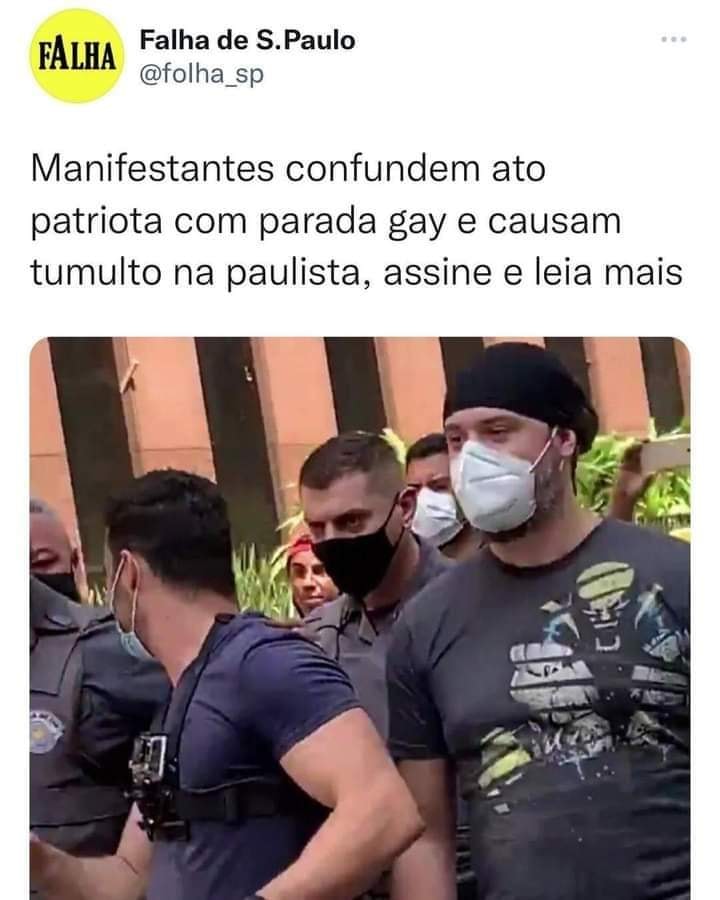 FALHA
Falha de S.Paulo
@folha_sp
Manifestantes confundem ato
patriota com parada gay e causam
tumulto na paulista, assine e leia mais